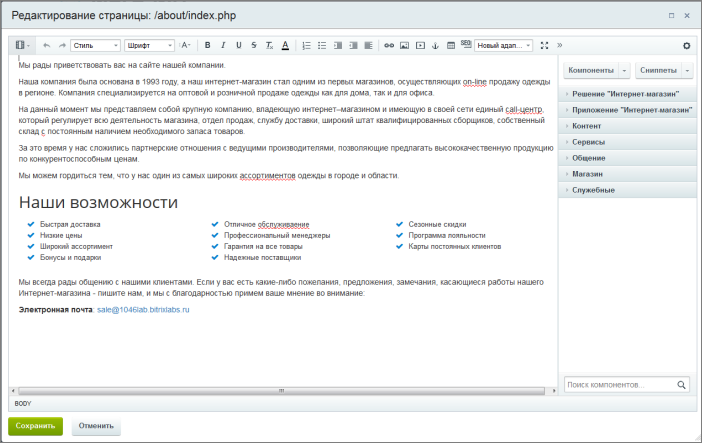 Редактирование страницы: /about/index.php
Стиль Шрифт A B I U S T A SEO Новый адап...
Мы рады приветствовать вас на сайте нашей компании.
Наша компания была основана в 1993 году, а наш интернет-магазин стал одним из первых магазинов, осуществляющих on-line продажу одежды
в регионе. Компания специализируется на оптовой и розничной продаже одежды как для дома, так и для офиса.
На данный момент мы представляем собой крупную компанию, владеющую интернет–магазином и имеющую в своей сети единый call-центр,
который регулирует всю деятельность магазина, отдел продаж, службу доставки, широкий штат квалифицированных сборщиков, собственный
склад с постоянным наличием необходимого запаса товаров.
За это время у нас сложились партнерские отношения с ведущими производителями, позволяющие предлагать высококачественную продукцию
по конкурентоспособным ценам.
Мы можем гордиться тем, что у нас один из самых широких ассортиментов одежды в городе и области.
Наши возможности
Быстрая доставка
Низкие цены
Широкий ассортимент
Бонусы и подарки
Отличное обслуживаение
Профессиональный менеджеры
Гарантия на все товары
Надежные поставщики
Сезонные скидки
Программа лояльности
Карты постоянных клиентов
Мы всегда рады общению с нашими клиентами. Если у вас есть какие-либо пожелания, предложения, замечания, касающиеся работы нашего
Интернет-магазина - пишите нам, и мы с благодарностью примем ваше мнение во внимание:
Электронная почта: sale@1046lab.bitrixlabs.ru
Компоненты Сниппеты
Решение "Интернет-магазин"
Приложение "Интернет-магазин"
Контент
Сервисы
Общение
Магазин
Служебные
Поиск компонентов...
BODY
Сохранить Отменить